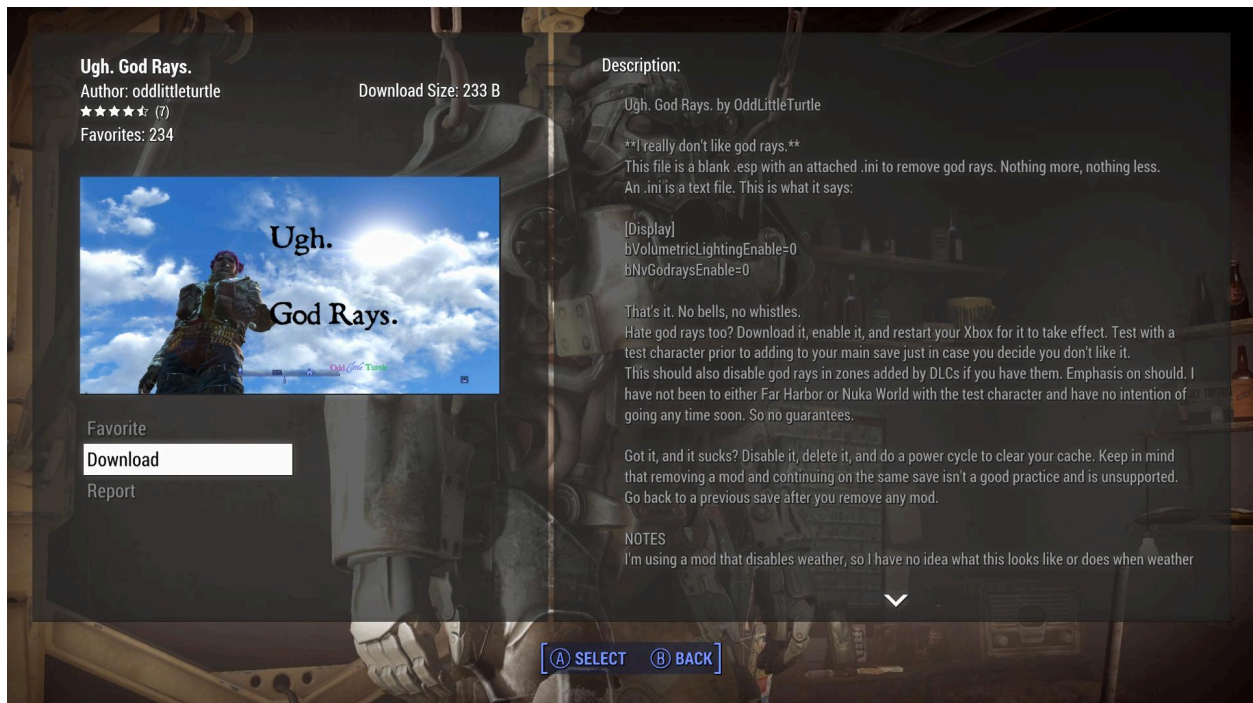 Ugh. God Rays.
Author: oddlittleturtle
Download Size: 233 B
(7)
Favorites: 234
Ugh.
God Rays.
Odd Little Turtle
Favorite
Download
Report
Description:
Ugh. God Rays. by OddLittleTurtle
**I really don't like god rays.**
This file is a blank .esp with an attached .ini to remove god rays. Nothing more, nothing less.
An .ini is a text file. This is what it says:
[Display]
bVolumetricLightingEnable=0
bNvGodraysEnable=0
That's it. No bells, no whistles.
Hate god rays too? Download it, enable it, and restart your Xbox for it to take effect. Test with a
test character prior to adding to your main save just in case you decide you don't like it.
This should also disable god rays in zones added by DLCs if you have them. Emphasis on should. I
have not been to either Far Harbor or Nuka World with the test character and have no intention of
going any time soon. So no guarantees.
Got it, and it sucks? Disable it, delete it, and do a power cycle to clear your cache. Keep in mind
that removing a mod and continuing on the same save isn't a good practice and is unsupported.
Go back to a previous save after you remove any mod.
NOTES
I'm using a mod that disables weather, so I have no idea what this looks like or does when weather
A SELECT B BACK